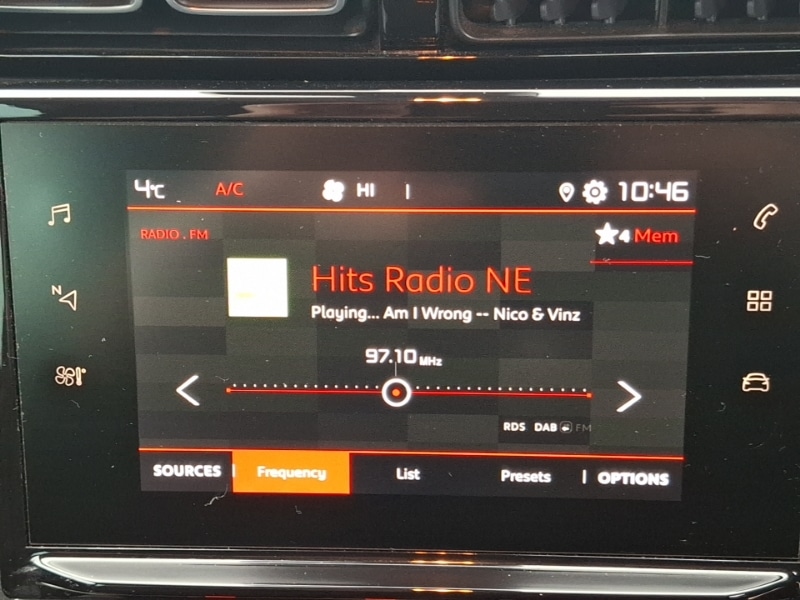 4°C A/C HI 10:46
RADIO . FM 4 Mem
Hits Radio NE
Playing... Am I Wrong -- Nico & Vinz
97.10 MHz
N
RDS DAB FM
SOURCES Frequency List Presets OPTIONS